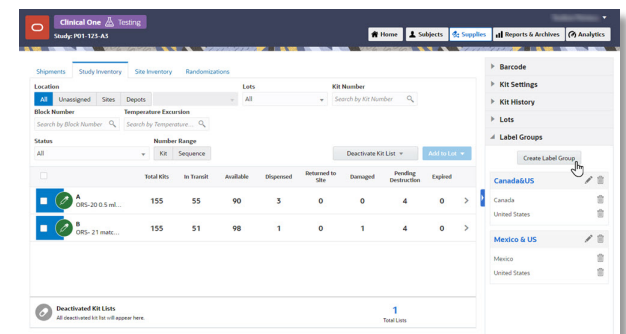 Clinical One Testing
Study: P01-123-A3
Home Subjects Supplies Reports & Archives Analytics
Shipments Study Inventory Site Inventory Randomizations
Location Lots Kit Number
All Unassigned Sites Depots All Search by Kit Number
Block Number Temperature Excursion
Search by Block Number Search by Temperature...
Status Number Range
All Kit Sequence Deactivate Kit List Add to Lot
Total Kits In Transit Available Dispensed Returned to Site Damaged Pending Destruction Expired
A
ORS-20 0.5 ml... 155 55 90 3 0 0 4 0
B
ORS- 21 matc... 155 51 98 1 0 1 4 0
Deactivated Kit Lists
All deactivated kit list will appear here.
1
Total Lists
Barcode
Kit Settings
Kit History
Lots
Label Groups
Create Label Group
Canada&US
Canada
United States
Mexico & US
Mexico
United States